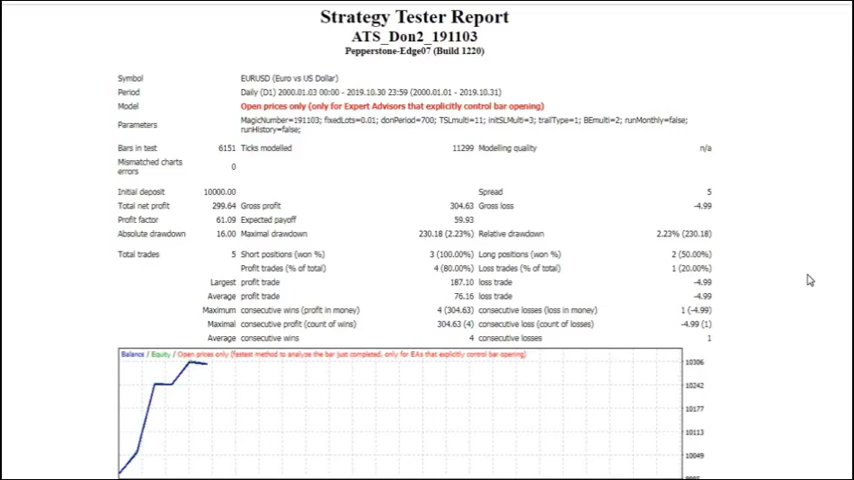 Strategy Tester Report
ATS_Don2_191103
Pepperstone-Edge07 (Build 1220)
Symbol EURUSD (Euro vs US Dollar)
Period Daily (D1) 2000.01.03 00:00 - 2019.10.30 23:59 (2000.01.01 - 2019.10.31)
Model Open prices only (only for Expert Advisors that explicitly control bar opening)
Parameters MagicNumber=191103; fixedLots=0.01; donPeriod=700; TSLmulti=11; initSLMulti=3; trailType=1; BEmulti=2; runMonthly=false;
runHistory=false;
Bars in test 6151 Ticks modelled 11299 Modelling quality n/a
Mismatched charts
errors 0
Initial deposit 10000.00 Spread 5
Total net profit 299.64 Gross profit 304.63 Gross loss -4.99
Profit factor 61.09 Expected payoff 59.93
Absolute drawdown 16.00 Maximal drawdown 230.18 (2.23%) Relative drawdown 2.23% (230.18)
Total trades 5 Short positions (won %) 3 (100.00%) Long positions (won %) 2 (50.00%)
Profit trades (% of total) 4 (80.00%) Loss trades (% of total) 1 (20.00%)
Largest profit trade 187.10 loss trade -4.99
Average profit trade 76.16 loss trade -4.99
Maximum consecutive wins (profit in money) 4 (304.63) consecutive losses (loss in money) 1 (-4.99)
Maximal consecutive profit (count of wins) 304.63 (4) consecutive loss (count of losses) -4.99 (1)
Average consecutive wins 4 consecutive losses 1
Balance / Equity / Open prices only (fastest method to analyze the bar just completed, only for EAs that explicitly control bar opening)
10306
10242
10177
10113
10049